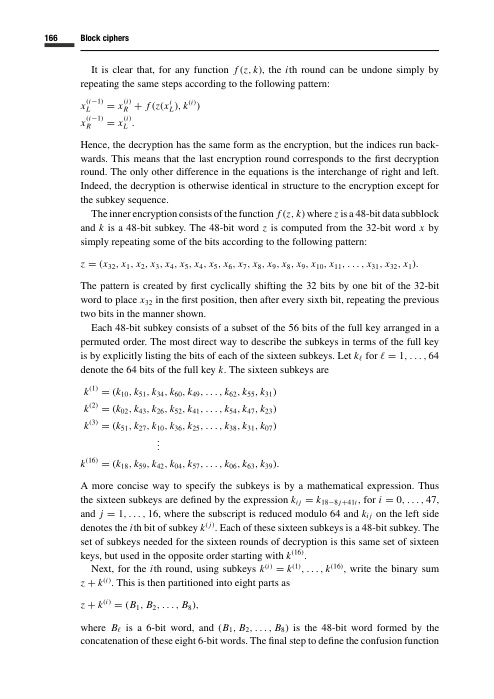 166 Block ciphers
It is clear that, for any function f(z, k), the ith round can be undone simply by
repeating the same steps according to the following pattern:
x_L^{(i−1)} = x_R^{(i)} + f(z(x_L^i), k^{(i)})
x_R^{(i−1)} = x_L^{(i)}.
Hence, the decryption has the same form as the encryption, but the indices run back-
wards. This means that the last encryption round corresponds to the first decryption
round. The only other difference in the equations is the interchange of right and left.
Indeed, the decryption is otherwise identical in structure to the encryption except for
the subkey sequence.
The inner encryption consists of the function f(z, k) where z is a 48-bit data subblock
and k is a 48-bit subkey. The 48-bit word z is computed from the 32-bit word x by
simply repeating some of the bits according to the following pattern:
z = (x_{32}, x_1, x_2, x_3, x_4, x_5, x_4, x_5, x_6, x_7, x_8, x_9, x_8, x_9, x_{10}, x_{11}, . . . , x_{31}, x_{32}, x_1).
The pattern is created by first cyclically shifting the 32 bits by one bit of the 32-bit
word to place x_{32} in the first position, then after every sixth bit, repeating the previous
two bits in the manner shown.
Each 48-bit subkey consists of a subset of the 56 bits of the full key arranged in a
permuted order. The most direct way to describe the subkeys in terms of the full key
is by explicitly listing the bits of each of the sixteen subkeys. Let k_ℓ for ℓ = 1, . . . , 64
denote the 64 bits of the full key k. The sixteen subkeys are
k^{(1)} = (k_{10}, k_{51}, k_{34}, k_{60}, k_{49}, . . . , k_{62}, k_{55}, k_{31})
k^{(2)} = (k_{02}, k_{43}, k_{26}, k_{52}, k_{41}, . . . , k_{54}, k_{47}, k_{23})
k^{(3)} = (k_{51}, k_{27}, k_{10}, k_{36}, k_{25}, . . . , k_{38}, k_{31}, k_{07})
⋮
k^{(16)} = (k_{18}, k_{59}, k_{42}, k_{04}, k_{57}, . . . , k_{06}, k_{63}, k_{39}).
A more concise way to specify the subkeys is by a mathematical expression. Thus
the sixteen subkeys are defined by the expression k_{ij} = k_{18−8j+41i}, for i = 0, . . . , 47,
and j = 1, . . . , 16, where the subscript is reduced modulo 64 and k_{ij} on the left side
denotes the ith bit of subkey k^{(j)}. Each of these sixteen subkeys is a 48-bit subkey. The
set of subkeys needed for the sixteen rounds of decryption is this same set of sixteen
keys, but used in the opposite order starting with k^{(16)}.
Next, for the ith round, using subkeys k^{(i)} = k^{(1)}, . . . , k^{(16)}, write the binary sum
z + k^{(i)}. This is then partitioned into eight parts as
z + k^{(i)} = (B_1, B_2, . . . , B_8),
where B_ℓ is a 6-bit word, and (B_1, B_2, . . . , B_8) is the 48-bit word formed by the
concatenation of these eight 6-bit words. The final step to define the confusion function